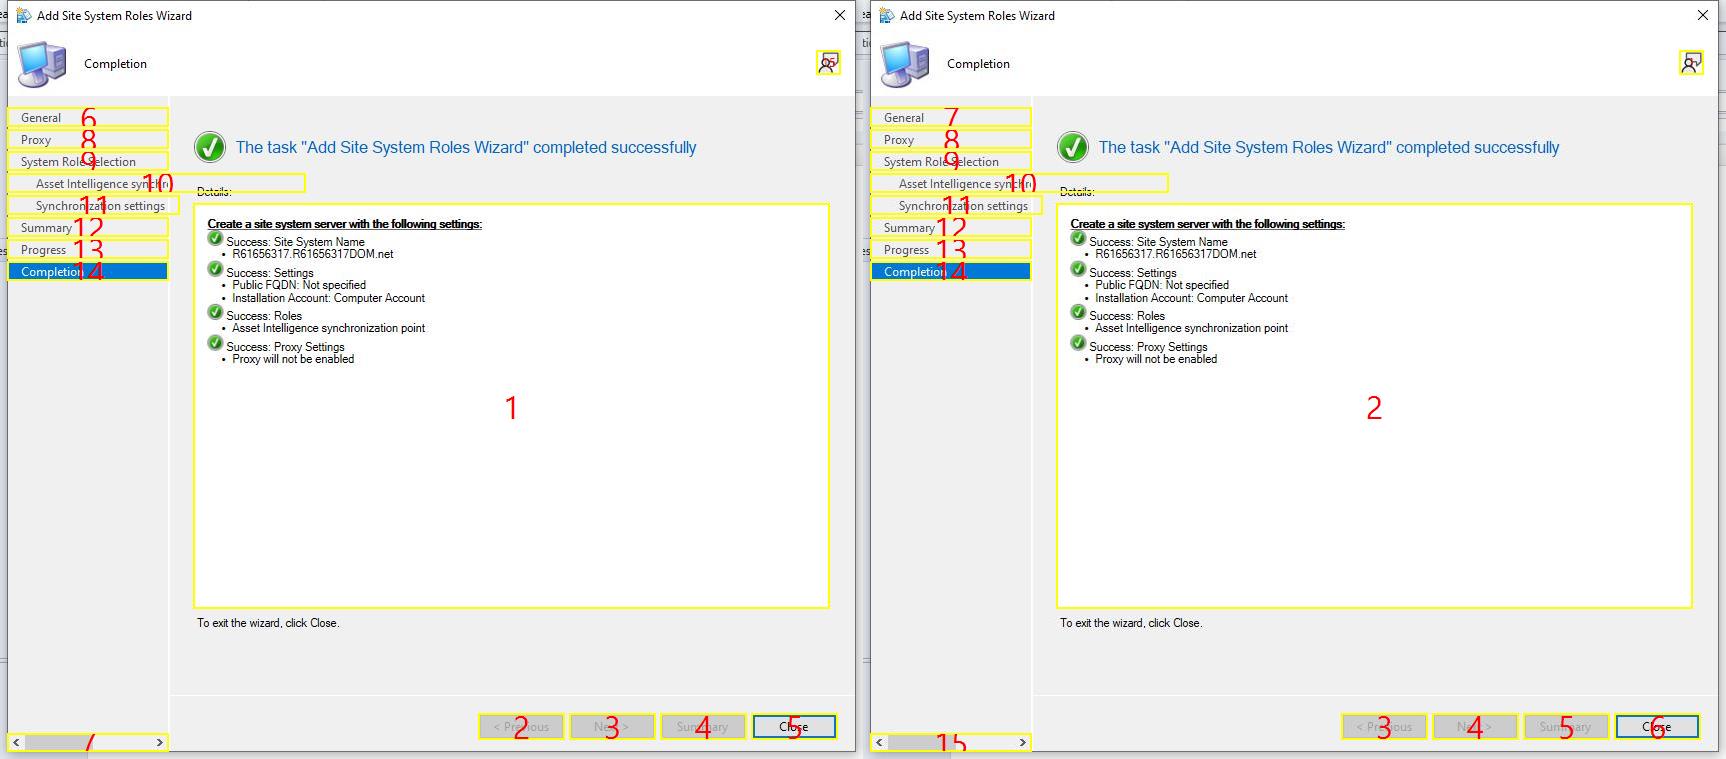 Add Site System Roles Wizard
Completion
15
General 6
Proxy 8
System Role Selection 9
Asset Intelligence synchr 10
Synchronization settings 11
Summary 12
Progress 13
Completion 14
The task "Add Site System Roles Wizard" completed successfully
Details:
Create a site system server with the following settings:
Success: Site System Name
• R61656317.R61656317DOM.net
Success: Settings
• Public FQDN: Not specified
• Installation Account: Computer Account
Success: Roles
• Asset Intelligence synchronization point
Success: Proxy Settings
• Proxy will not be enabled
1
To exit the wizard, click Close.
7
< Previous 2
Next > 3
Summary 4
Close 5
Add Site System Roles Wizard
Completion
1
General 7
Proxy 8
System Role Selection 9
Asset Intelligence synchr 10
Synchronization settings 11
Summary 12
Progress 13
Completion 14
The task "Add Site System Roles Wizard" completed successfully
Details:
Create a site system server with the following settings:
Success: Site System Name
• R61656317.R61656317DOM.net
Success: Settings
• Public FQDN: Not specified
• Installation Account: Computer Account
Success: Roles
• Asset Intelligence synchronization point
Success: Proxy Settings
• Proxy will not be enabled
2
To exit the wizard, click Close.
15
< Previous 3
Next > 4
Summary 5
Close 6